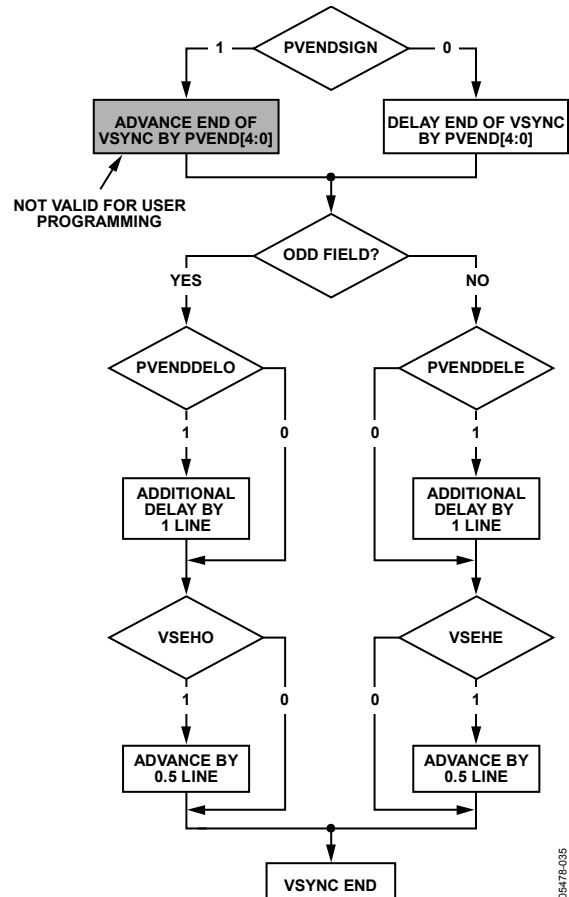 PVENDSIGN
1
0
ADVANCE END OF
VSYNC BY PVEND[4:0]
DELAY END OF VSYNC
BY PVEND[4:0]
NOT VALID FOR USER
PROGRAMMING
ODD FIELD?
YES
NO
PVENDDELO
PVENDDELE
1
0
0
1
ADDITIONAL
DELAY BY
1 LINE
ADDITIONAL
DELAY BY
1 LINE
VSEHO
VSEHE
1
0
0
1
ADVANCE BY
0.5 LINE
ADVANCE BY
0.5 LINE
VSYNC END
05478-035